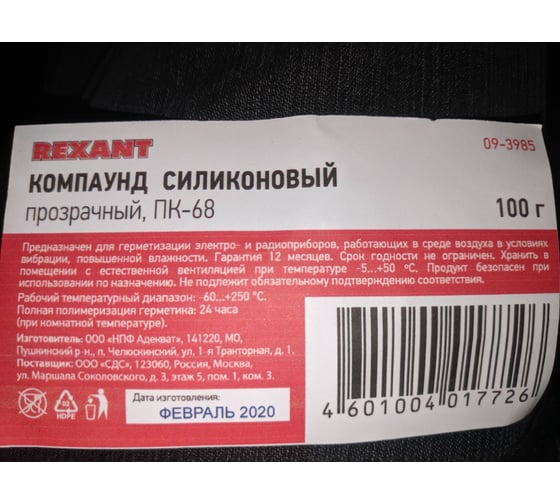 REXANT
09-3985
КОМПАУНД СИЛИКОНОВЫЙ
прозрачный, ПК-68
100 г
Предназначен для герметизации электро- и радиоприборов, работающих в среде воздуха в условиях
вибрации, повышенной влажности. Гарантия 12 месяцев. Срок годности не ограничен. Хранить в
помещении с естественной вентиляцией при температуре -5...+50 °С. Продукт безопасен при
использовании по назначению. Не подлежит обязательному подтверждению соответствия.
Рабочий температурный диапазон: -60...+250 °С.
Полная полимеризация герметика: 24 часа
(при комнатной температуре).
Изготовитель: ООО «НПФ Адекват», 141220, МО,
Пушкинский р-н., п. Челюскинский, ул. 1-я Тракторная, д. 1.
Поставщик: ООО «СДС», 123060, Россия, Москва,
ул. Маршала Соколовского, д. 3, этаж 5, пом. 1, ком. 3.
02
HDPE
Дата изготовления:
ФЕВРАЛЬ 2020
4 601004 017726